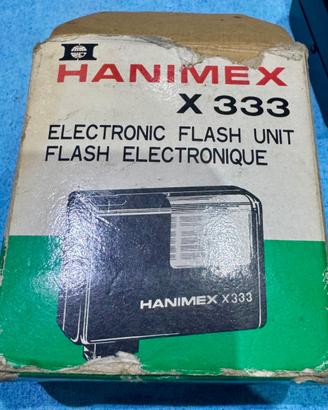 H
HANIMEX
X 333
ELECTRONIC FLASH UNIT
FLASH ELECTRONIQUE
HANIMEX X333